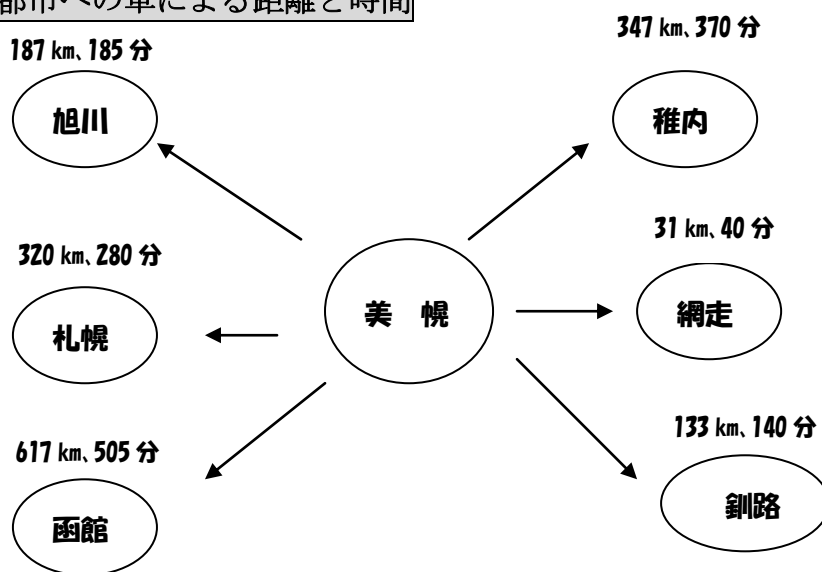 都市への車による距離と時間
187 km、185 分
旭川
347 km、370 分
稚内
320 km、280 分
札幌
美　幌
31 km、40 分
網走
617 km、505 分
函館
133 km、140 分
釧路